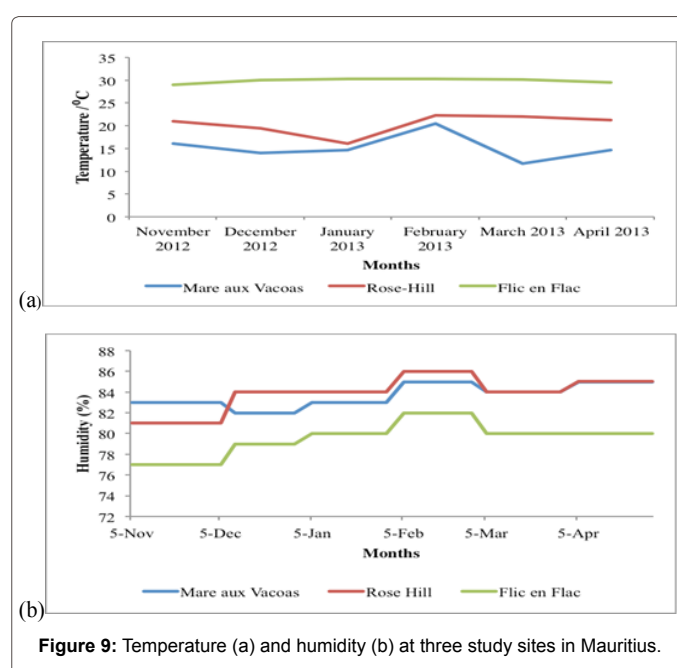 35
30
25
20
15
10
5
0
Temperature /⁰C
November 2012
December 2012
January 2013
February 2013
March 2013
April 2013
Months
Mare aux Vacoas
Rose-Hill
Flic en Flac
(a)
88
86
84
82
80
78
76
74
72
Humidity (%)
5-Nov
5-Dec
5-Jan
5-Feb
5-Mar
5-Apr
Months
Mare aux Vacoas
Rose Hill
Flic en Flac
(b)
Figure 9: Temperature (a) and humidity (b) at three study sites in Mauritius.